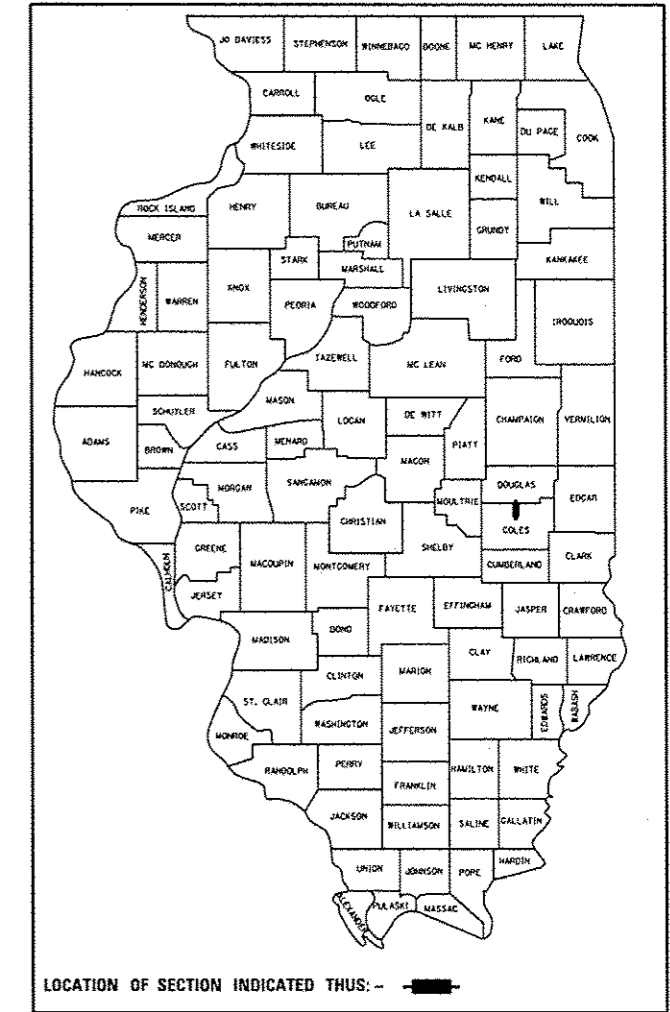 JO DAVIESS
STEPHENSON
WINNEBAGO
BOONE
MC HENRY
LAKE
CARROLL
OGLE
DE KALB
KANE
DU PAGE
COOK
WHITESIDE
LEE
KENDALL
WILL
ROCK ISLAND
HENRY
BUREAU
LA SALLE
GRUNDY
MERCER
PUTNAM
STARK
MARSHALL
KANKAKEE
HENDERSON
WARREN
KNOX
PEORIA
WOODFORD
LIVINGSTON
IROQUOIS
HANCOCK
MC DONOUGH
FULTON
TAZEWELL
MC LEAN
FORD
SCHUYLER
MASON
LOGAN
DE WITT
CHAMPAIGN
VERMILION
ADAMS
BROWN
CASS
MENARD
MACON
PIATT
PIKE
SCOTT
MORGAN
SANGAMON
CHRISTIAN
MOULTRIE
DOUGLAS
EDGAR
COLES
CALHOUN
GREENE
MACOUPIN
MONTGOMERY
SHELBY
CUMBERLAND
CLARK
JERSEY
FAYETTE
EFFINGHAM
JASPER
CRAWFORD
MADISON
BOND
CLAY
RICHLAND
LAWRENCE
CLINTON
MARION
ST. CLAIR
WASHINGTON
WAYNE
EDWARDS
WABASH
MONROE
JEFFERSON
RANDOLPH
PERRY
HAMILTON
WHITE
FRANKLIN
JACKSON
WILLIAMSON
SALINE
GALLATIN
UNION
JOHNSON
POPE
HARDIN
ALEXANDER
PULASKI
MASSAC
LOCATION OF SECTION INDICATED THUS: -